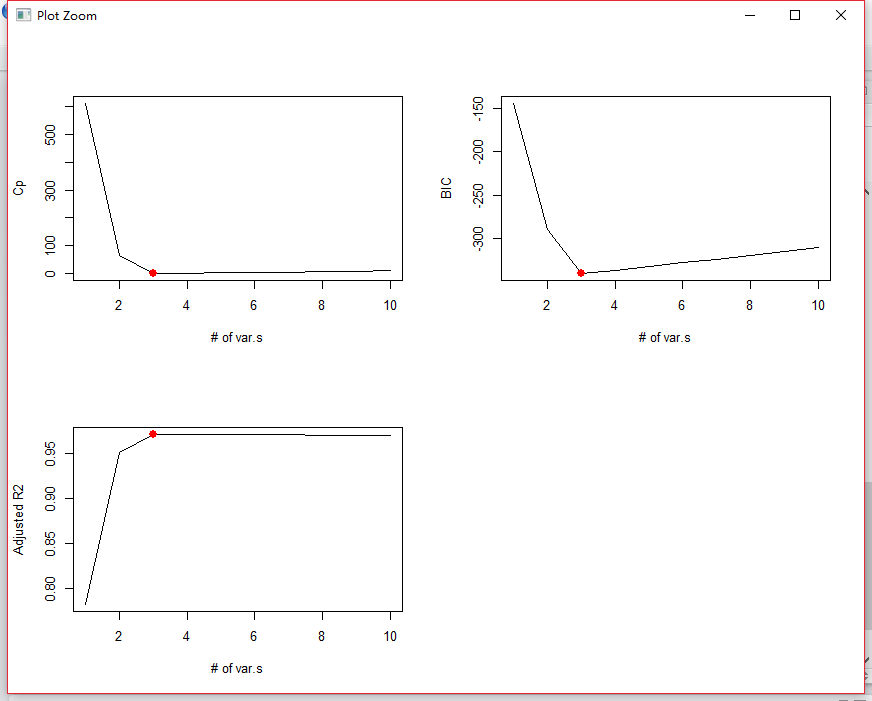 Plot Zoom
Cp
500
300
100
0
2 4 6 8 10
# of var.s
BIC
-150
-200
-250
-300
2 4 6 8 10
# of var.s
Adjusted R2
0.95
0.90
0.85
0.80
2 4 6 8 10
# of var.s